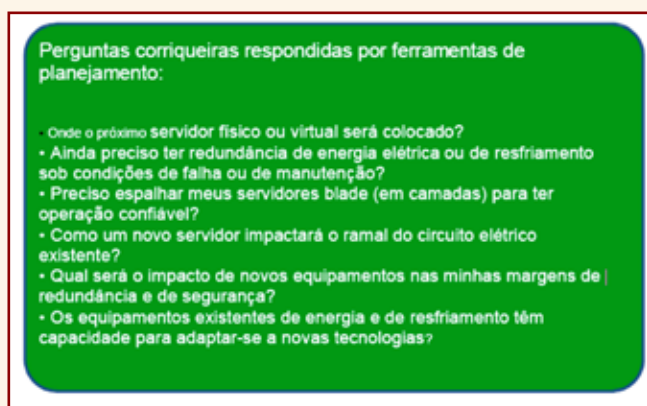 Perguntas corriqueiras respondidas por ferramentas de
planejamento:
• Onde o próximo servidor físico ou virtual será colocado?
• Ainda preciso ter redundância de energia elétrica ou de resfriamento
sob condições de falha ou de manutenção?
• Preciso espalhar meus servidores blade (em camadas) para ter
operação confiável?
• Como um novo servidor impactará o ramal do circuito elétrico
existente?
• Qual será o impacto de novos equipamentos nas minhas margens de
redundância e de segurança?
• Os equipamentos existentes de energia e de resfriamento têm
capacidade para adaptar-se a novas tecnologias?